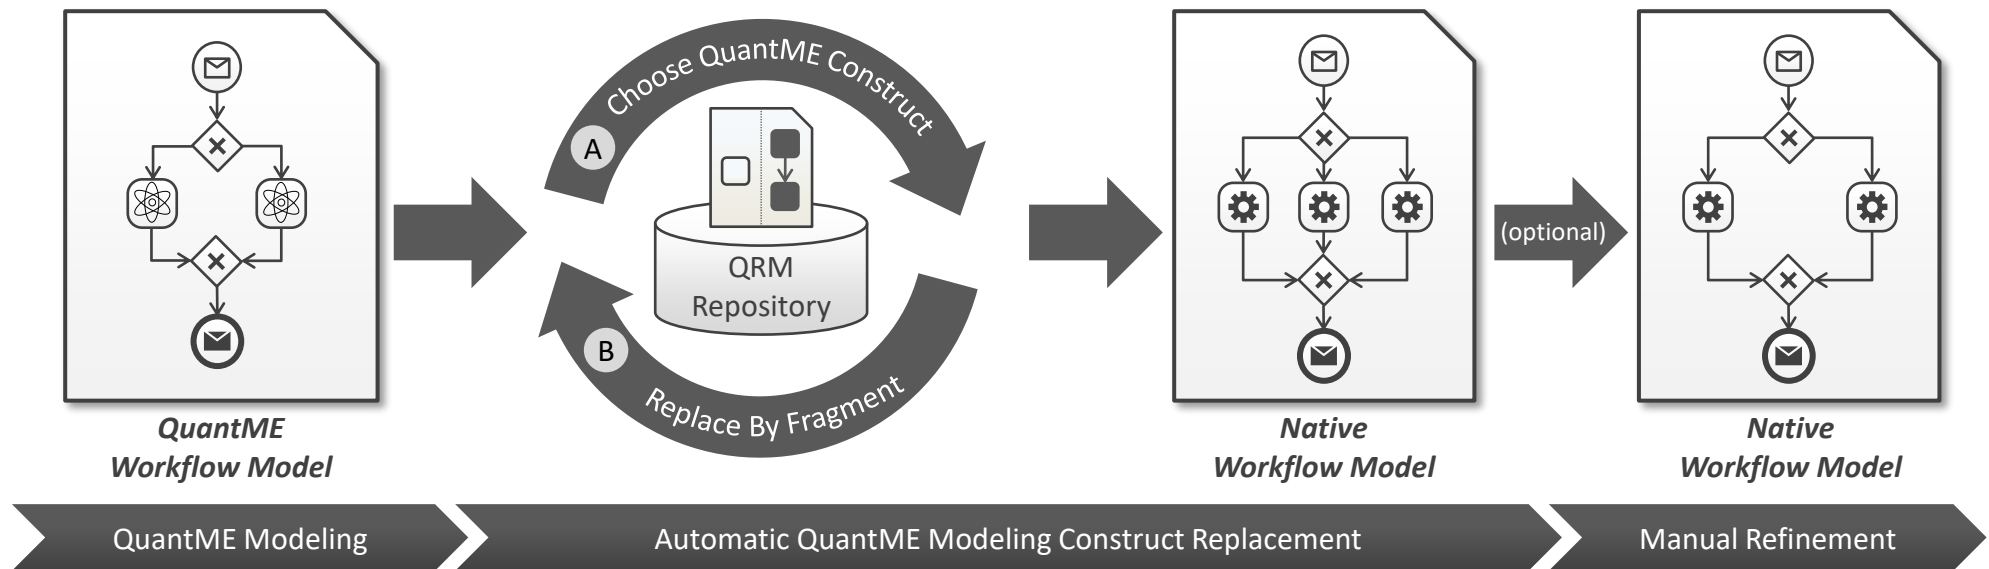 Choose QuantME Construct
A
QRM
Repository
(optional)
B
Replace By Fragment
QuantME
Workflow Model
Native
Workflow Model
Native
Workflow Model
QuantME Modeling
Automatic QuantME Modeling Construct Replacement
Manual Refinement